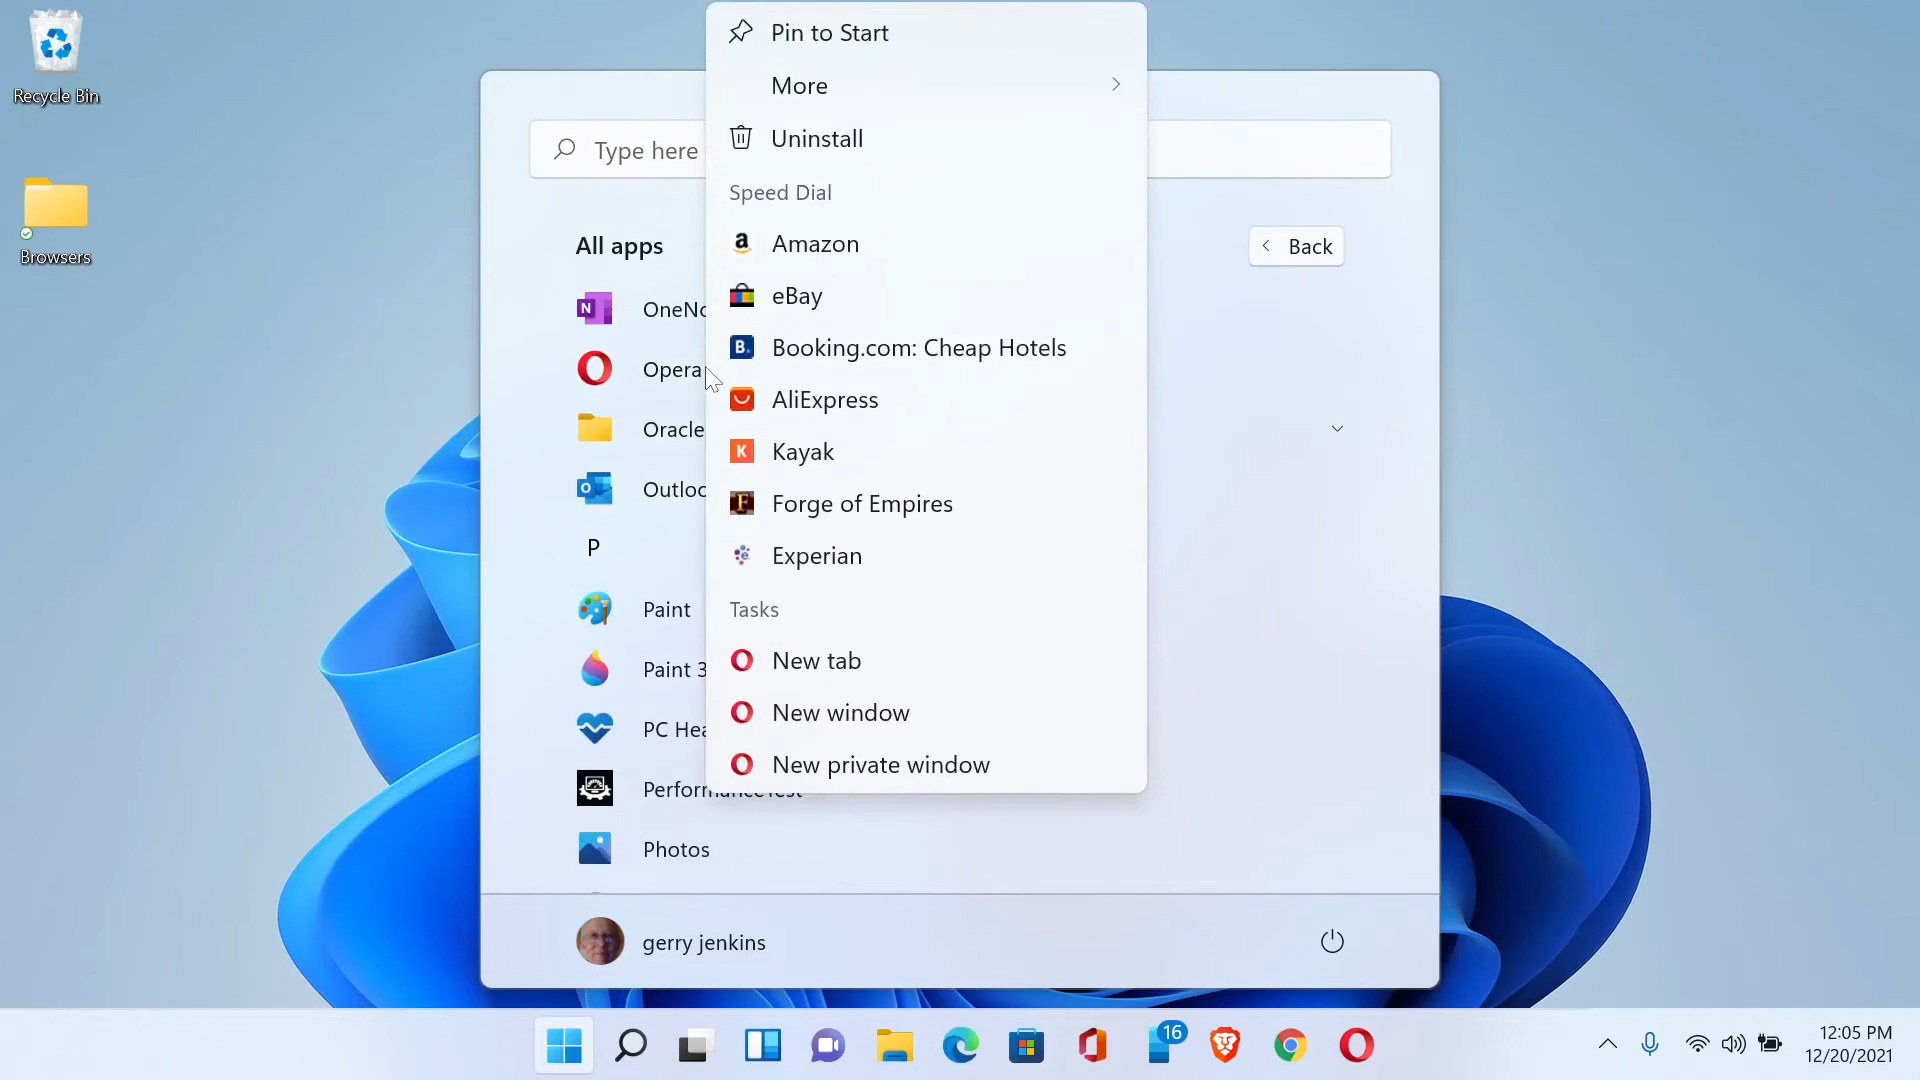 Recycle Bin
Browsers
Pin to Start
More
Uninstall
Speed Dial
Amazon
eBay
Booking.com: Cheap Hotels
AliExpress
Kayak
Forge of Empires
Experian
Tasks
New tab
New window
New private window
Type here
All apps
Back
OneNo
Opera
Oracle
Outloo
P
Paint
Paint 3
PC Hea
PerformanceTest
Photos
gerry jenkins
16
12:05 PM
12/20/2021